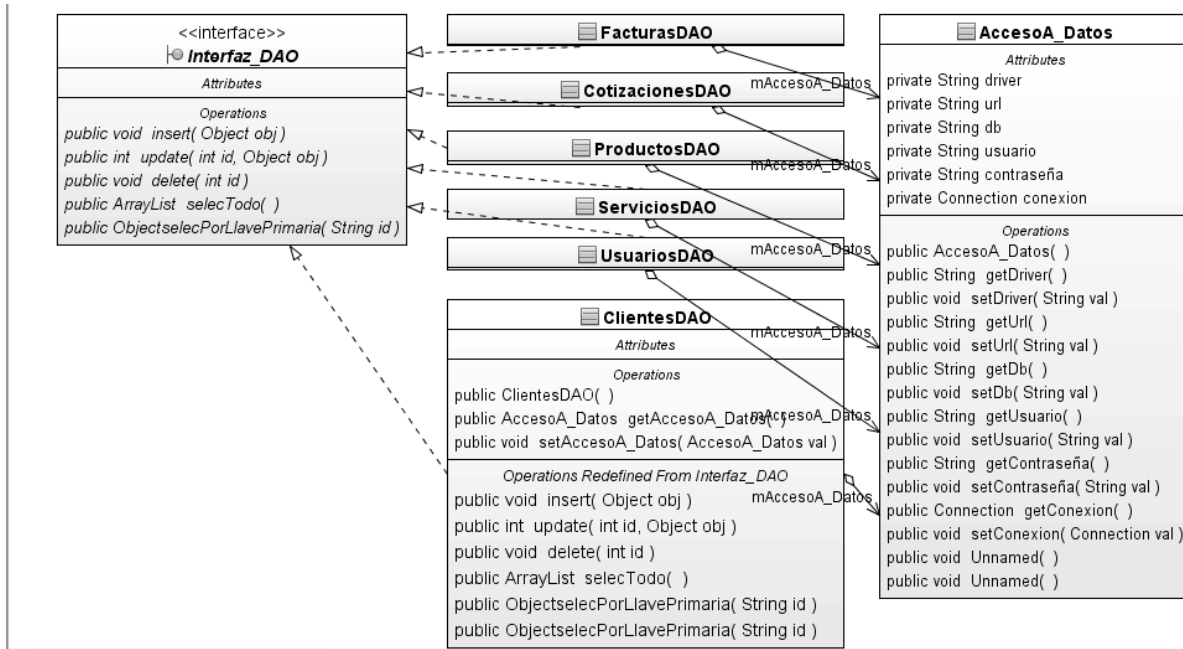 <<interface>>
Interfaz_DAO
Attributes
Operations
public void insert( Object obj )
public int update( int id, Object obj )
public void delete( int id )
public ArrayList selecTodo( )
public ObjectselecPorLlavePrimaria( String id )
FacturasDAO
CotizacionesDAO
ProductosDAO
ServiciosDAO
UsuariosDAO
ClientesDAO
Attributes
Operations
public ClientesDAO( )
public AccesoA_Datos getAccesoA_Datos( )
public void setAccesoA_Datos( AccesoA_Datos val )
Operations Redefined From Interfaz_DAO
public void insert( Object obj )
public int update( int id, Object obj )
public void delete( int id )
public ArrayList selecTodo( )
public ObjectselecPorLlavePrimaria( String id )
public ObjectselecPorLlavePrimaria( String id )
mAccesoA_Datos
mAccesoA_Datos
mAccesoA_Datos
mAccesoA_Datos
mAccesoA_Datos
mAccesoA_Datos
AccesoA_Datos
Attributes
private String driver
private String url
private String db
private String usuario
private String contraseña
private Connection conexion
Operations
public AccesoA_Datos( )
public String getDriver( )
public void setDriver( String val )
public String getUrl( )
public void setUrl( String val )
public String getDb( )
public void setDb( String val )
public String getUsuario( )
public void setUsuario( String val )
public String getContraseña( )
public void setContraseña( String val )
public Connection getConexion( )
public void setConexion( Connection val )
public void Unnamed( )
public void Unnamed( )